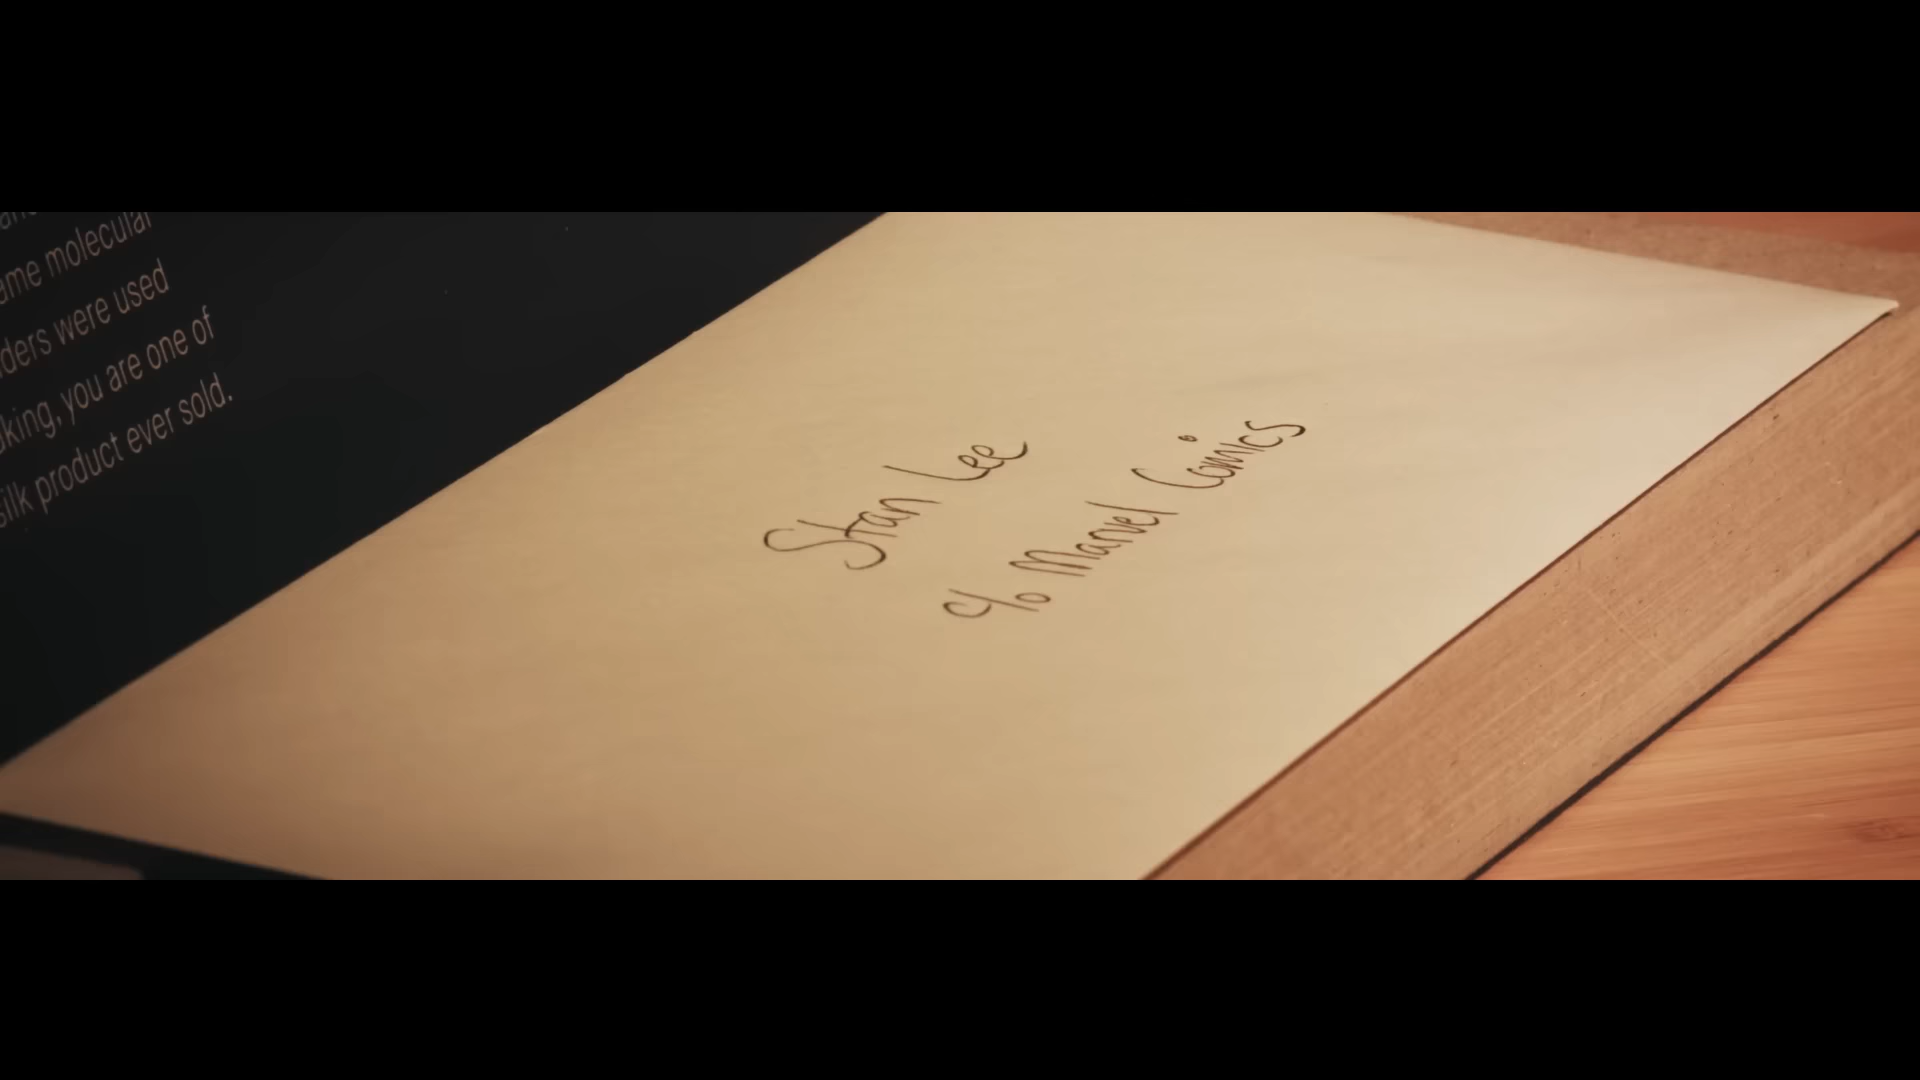 ame molecular
ders were used
king, you are one of
silk product ever sold.
Stan Lee
c/o Marvel Comics